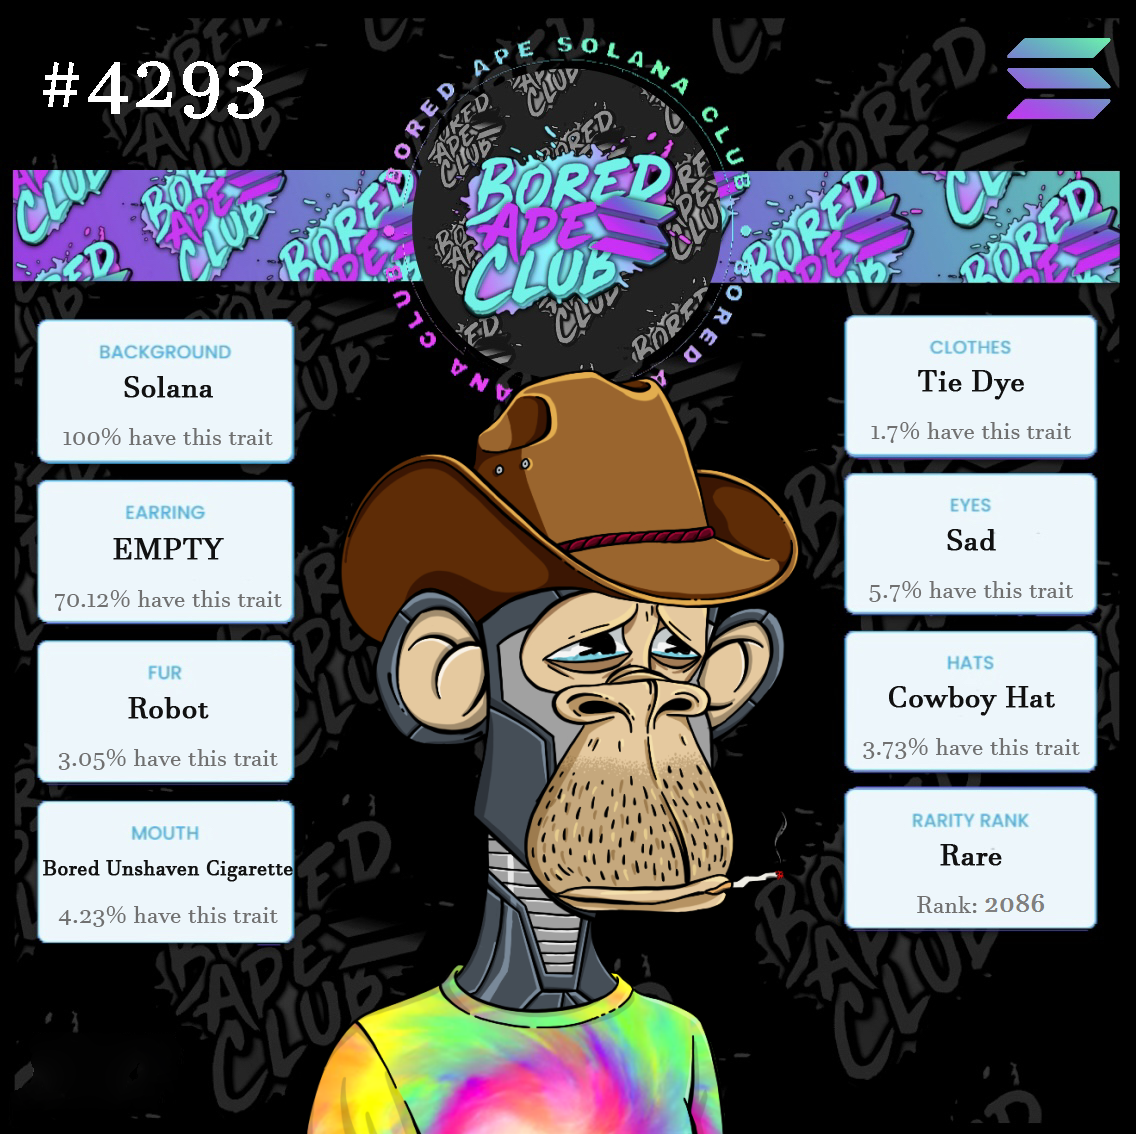 #4293
BORED APE SOLANA CLUB
BORED
APE
CLUB
BACKGROUND
Solana
100% have this trait
EARRING
EMPTY
70.12% have this trait
FUR
Robot
3.05% have this trait
MOUTH
Bored Unshaven Cigarette
4.23% have this trait
CLOTHES
Tie Dye
1.7% have this trait
EYES
Sad
5.7% have this trait
HATS
Cowboy Hat
3.73% have this trait
RARITY RANK
Rare
Rank: 2086